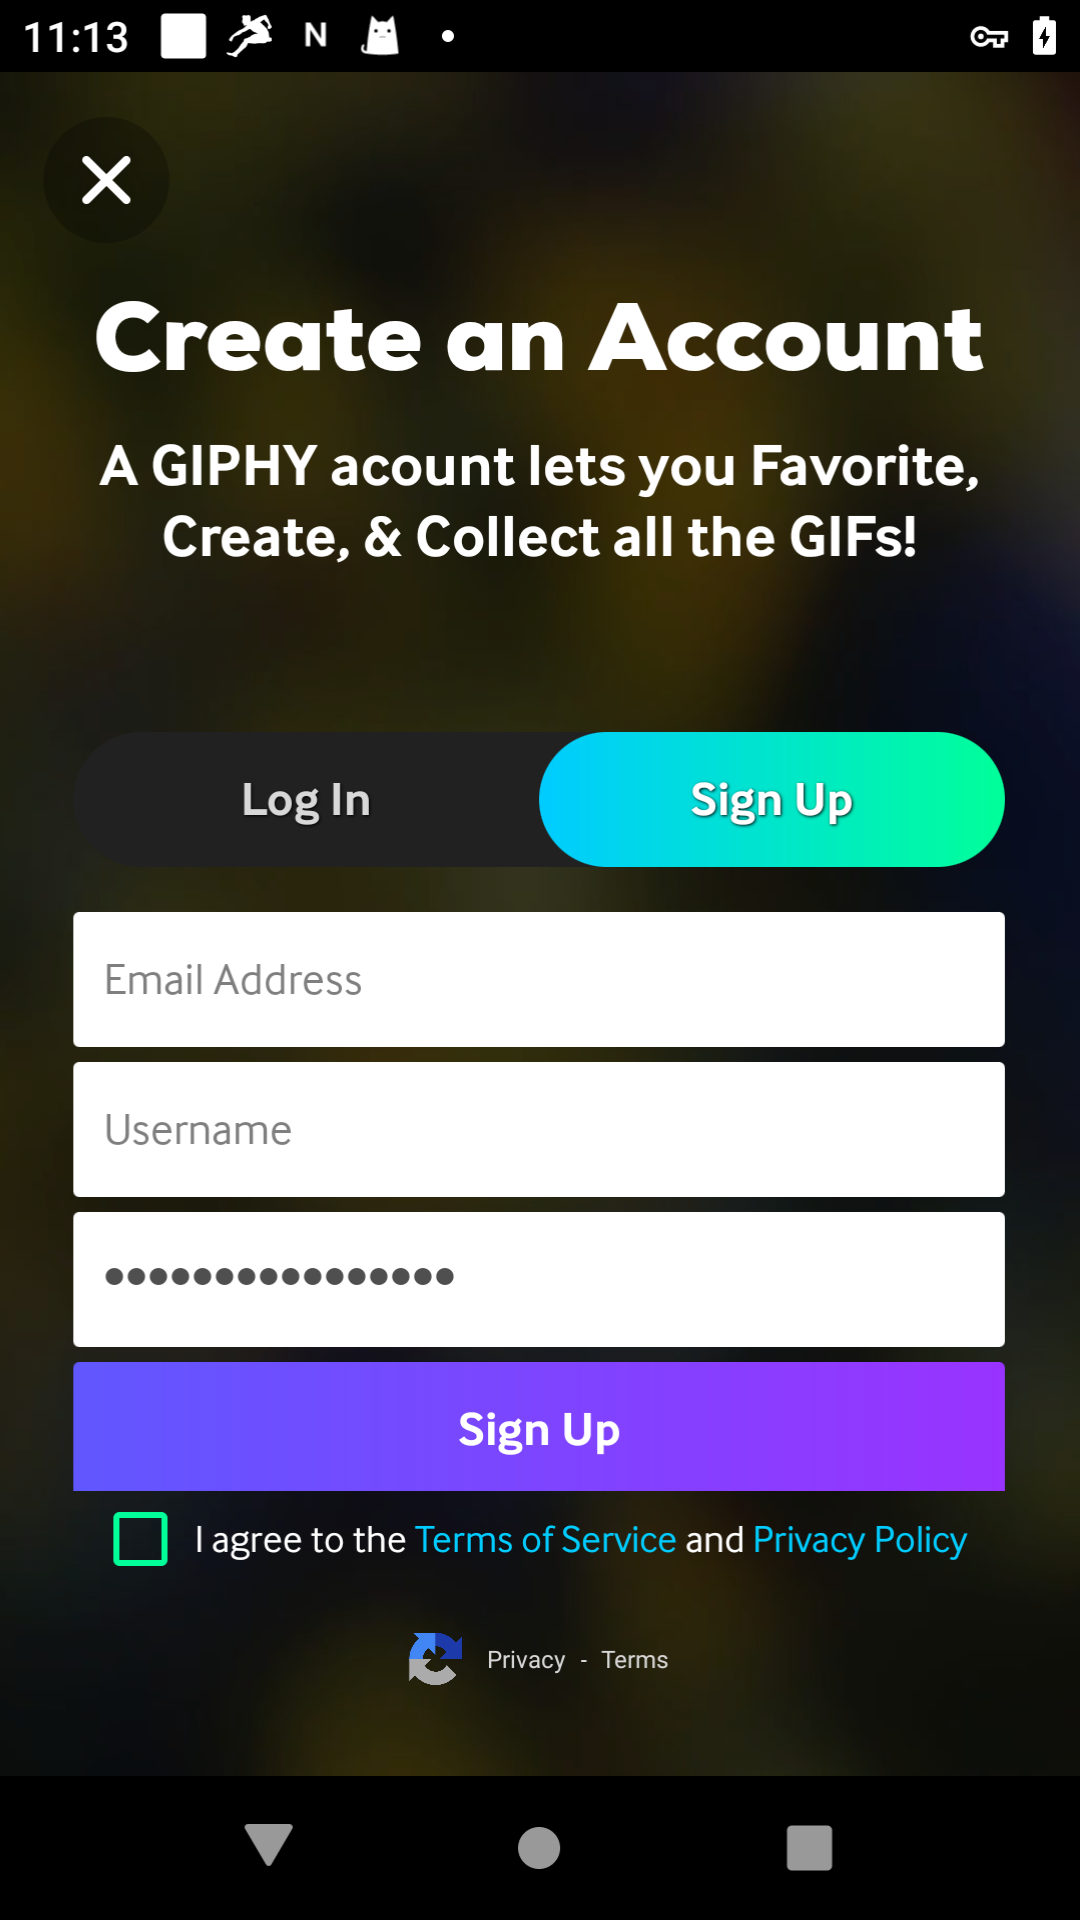 11:13 N
Create an Account
A GIPHY acount lets you Favorite,
Create, & Collect all the GIFs!
Log In
Sign Up
Email Address
Username
••••••••••••••••
Sign Up
I agree to the Terms of Service and Privacy Policy
Privacy - Terms